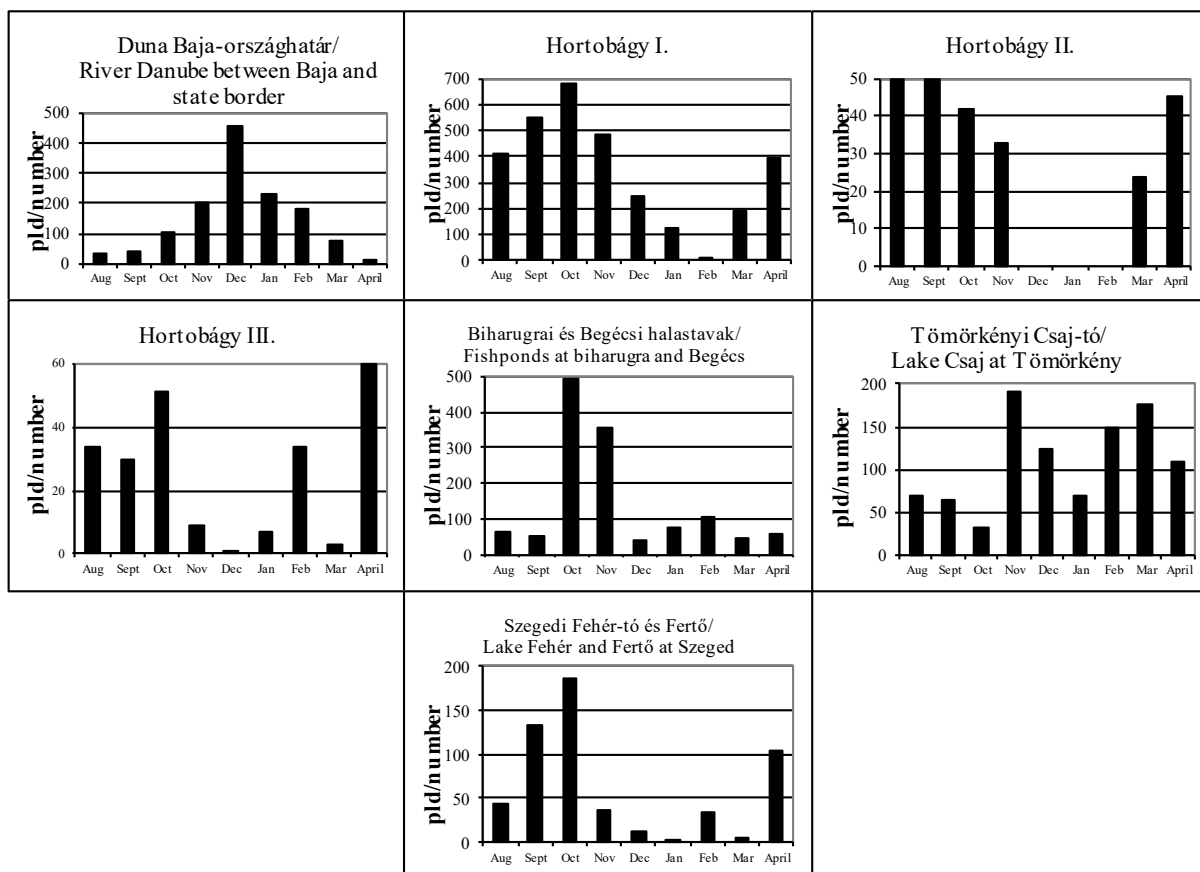 Duna Baja-országhatár/
River Danube between Baja and
state border
pld/number
500
400
300
200
100
0
Aug Sept Oct Nov Dec Jan Feb Mar April
Hortobágy I.
pld/number
700
600
500
400
300
200
100
0
Aug Sept Oct Nov Dec Jan Feb Mar April
Hortobágy II.
pld/number
50
40
30
20
10
0
Aug Sept Oct Nov Dec Jan Feb Mar April
Hortobágy III.
pld/number
60
40
20
0
Aug Sept Oct Nov Dec Jan Feb Mar April
Biharugrai és Begécsi halastavak/
Fishponds at biharugra and Begécs
pld/number
500
400
300
200
100
0
Aug Sept Oct Nov Dec Jan Feb Mar April
Tömörkényi Csaj-tó/
Lake Csaj at Tömörkény
pld/number
200
150
100
50
0
Aug Sept Oct Nov Dec Jan Feb Mar April
Szegedi Fehér-tó és Fertő/
Lake Fehér and Fertő at Szeged
pld/number
200
150
100
50
0
Aug Sept Oct Nov Dec Jan Feb Mar April